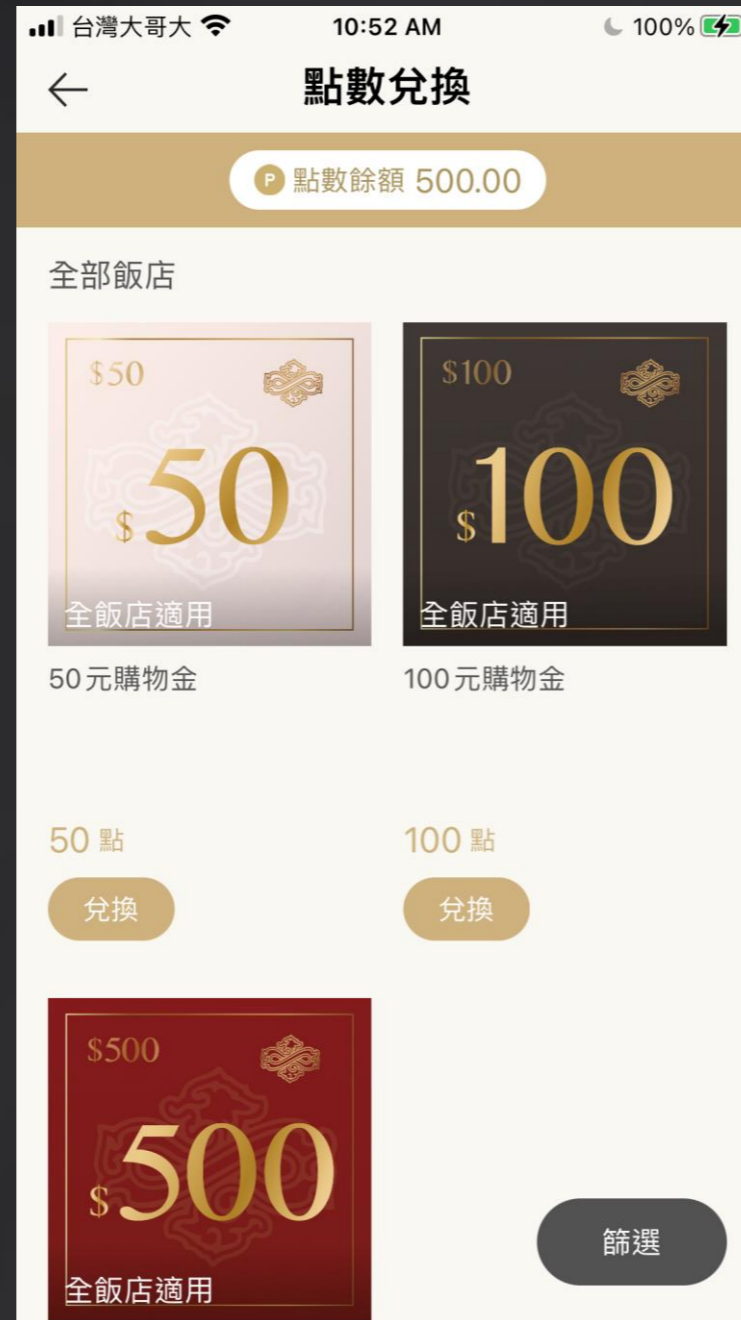 台灣大哥大 10:52 AM 100%
點數兌換
P 點數餘額 500.00
全部飯店
$50
$50
全飯店適用
50元購物金
50 點
兌換
$100
$100
全飯店適用
100元購物金
100 點
兌換
$500
$500
全飯店適用
篩選